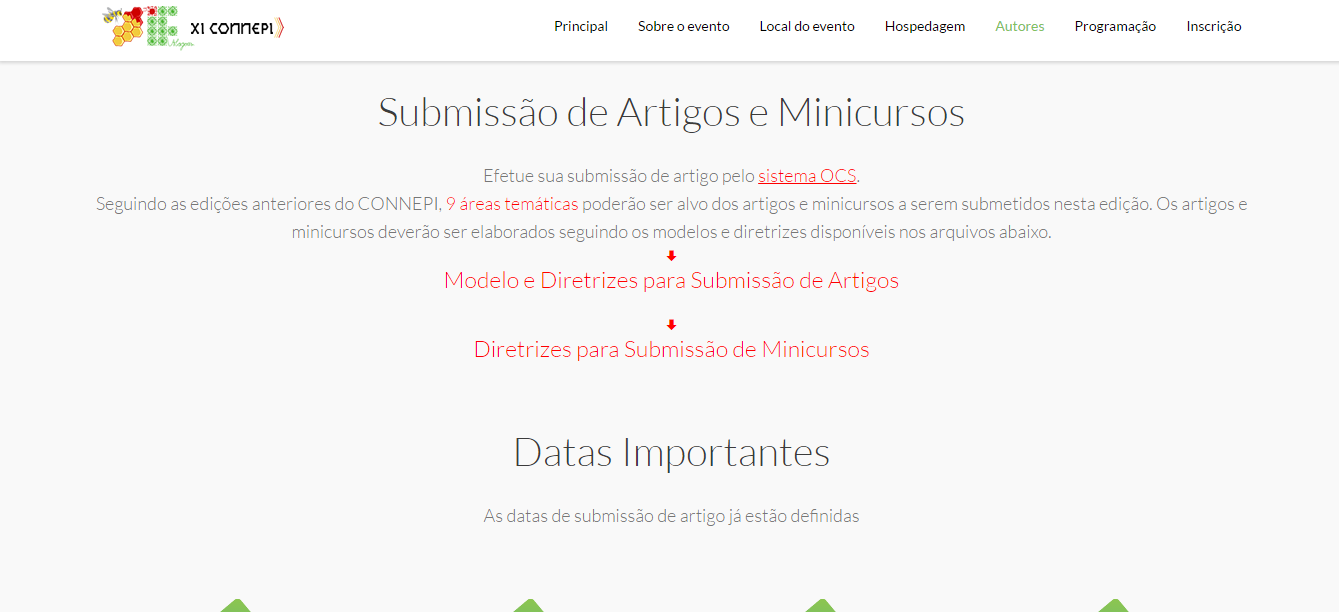 XI CONNEPI
Principal Sobre o evento Local do evento Hospedagem Autores Programação Inscrição
Submissão de Artigos e Minicursos
Efetue sua submissão de artigo pelo sistema OCS.
Seguindo as edições anteriores do CONNEPI, 9 áreas temáticas poderão ser alvo dos artigos e minicursos a serem submetidos nesta edição. Os artigos e
minicursos deverão ser elaborados seguindo os modelos e diretrizes disponíveis nos arquivos abaixo.
Modelo e Diretrizes para Submissão de Artigos
Diretrizes para Submissão de Minicursos
Datas Importantes
As datas de submissão de artigo já estão definidas